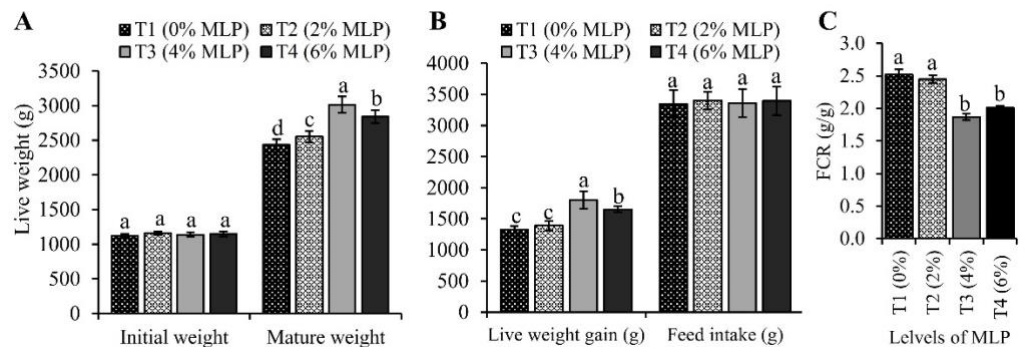 A
T1 (0% MLP) T2 (2% MLP)
T3 (4% MLP) T4 (6% MLP)
Live weight (g)
3500
3000
2500
2000
1500
1000
500
0
a a a a
d c a b
Initial weight Mature weight
B
T1 (0% MLP) T2 (2% MLP)
T3 (4% MLP) T4 (6% MLP)
4000
3500
3000
2500
2000
1500
1000
500
0
c c a b
a a a a
Live weight gain (g) Feed intake (g)
C
FCR (g/g)
3.0
2.5
2.0
1.5
1.0
0.5
0.0
a a b b
T1 (0%)
T2 (2%)
T3 (4%)
T4 (6%)
Lelvels of MLP